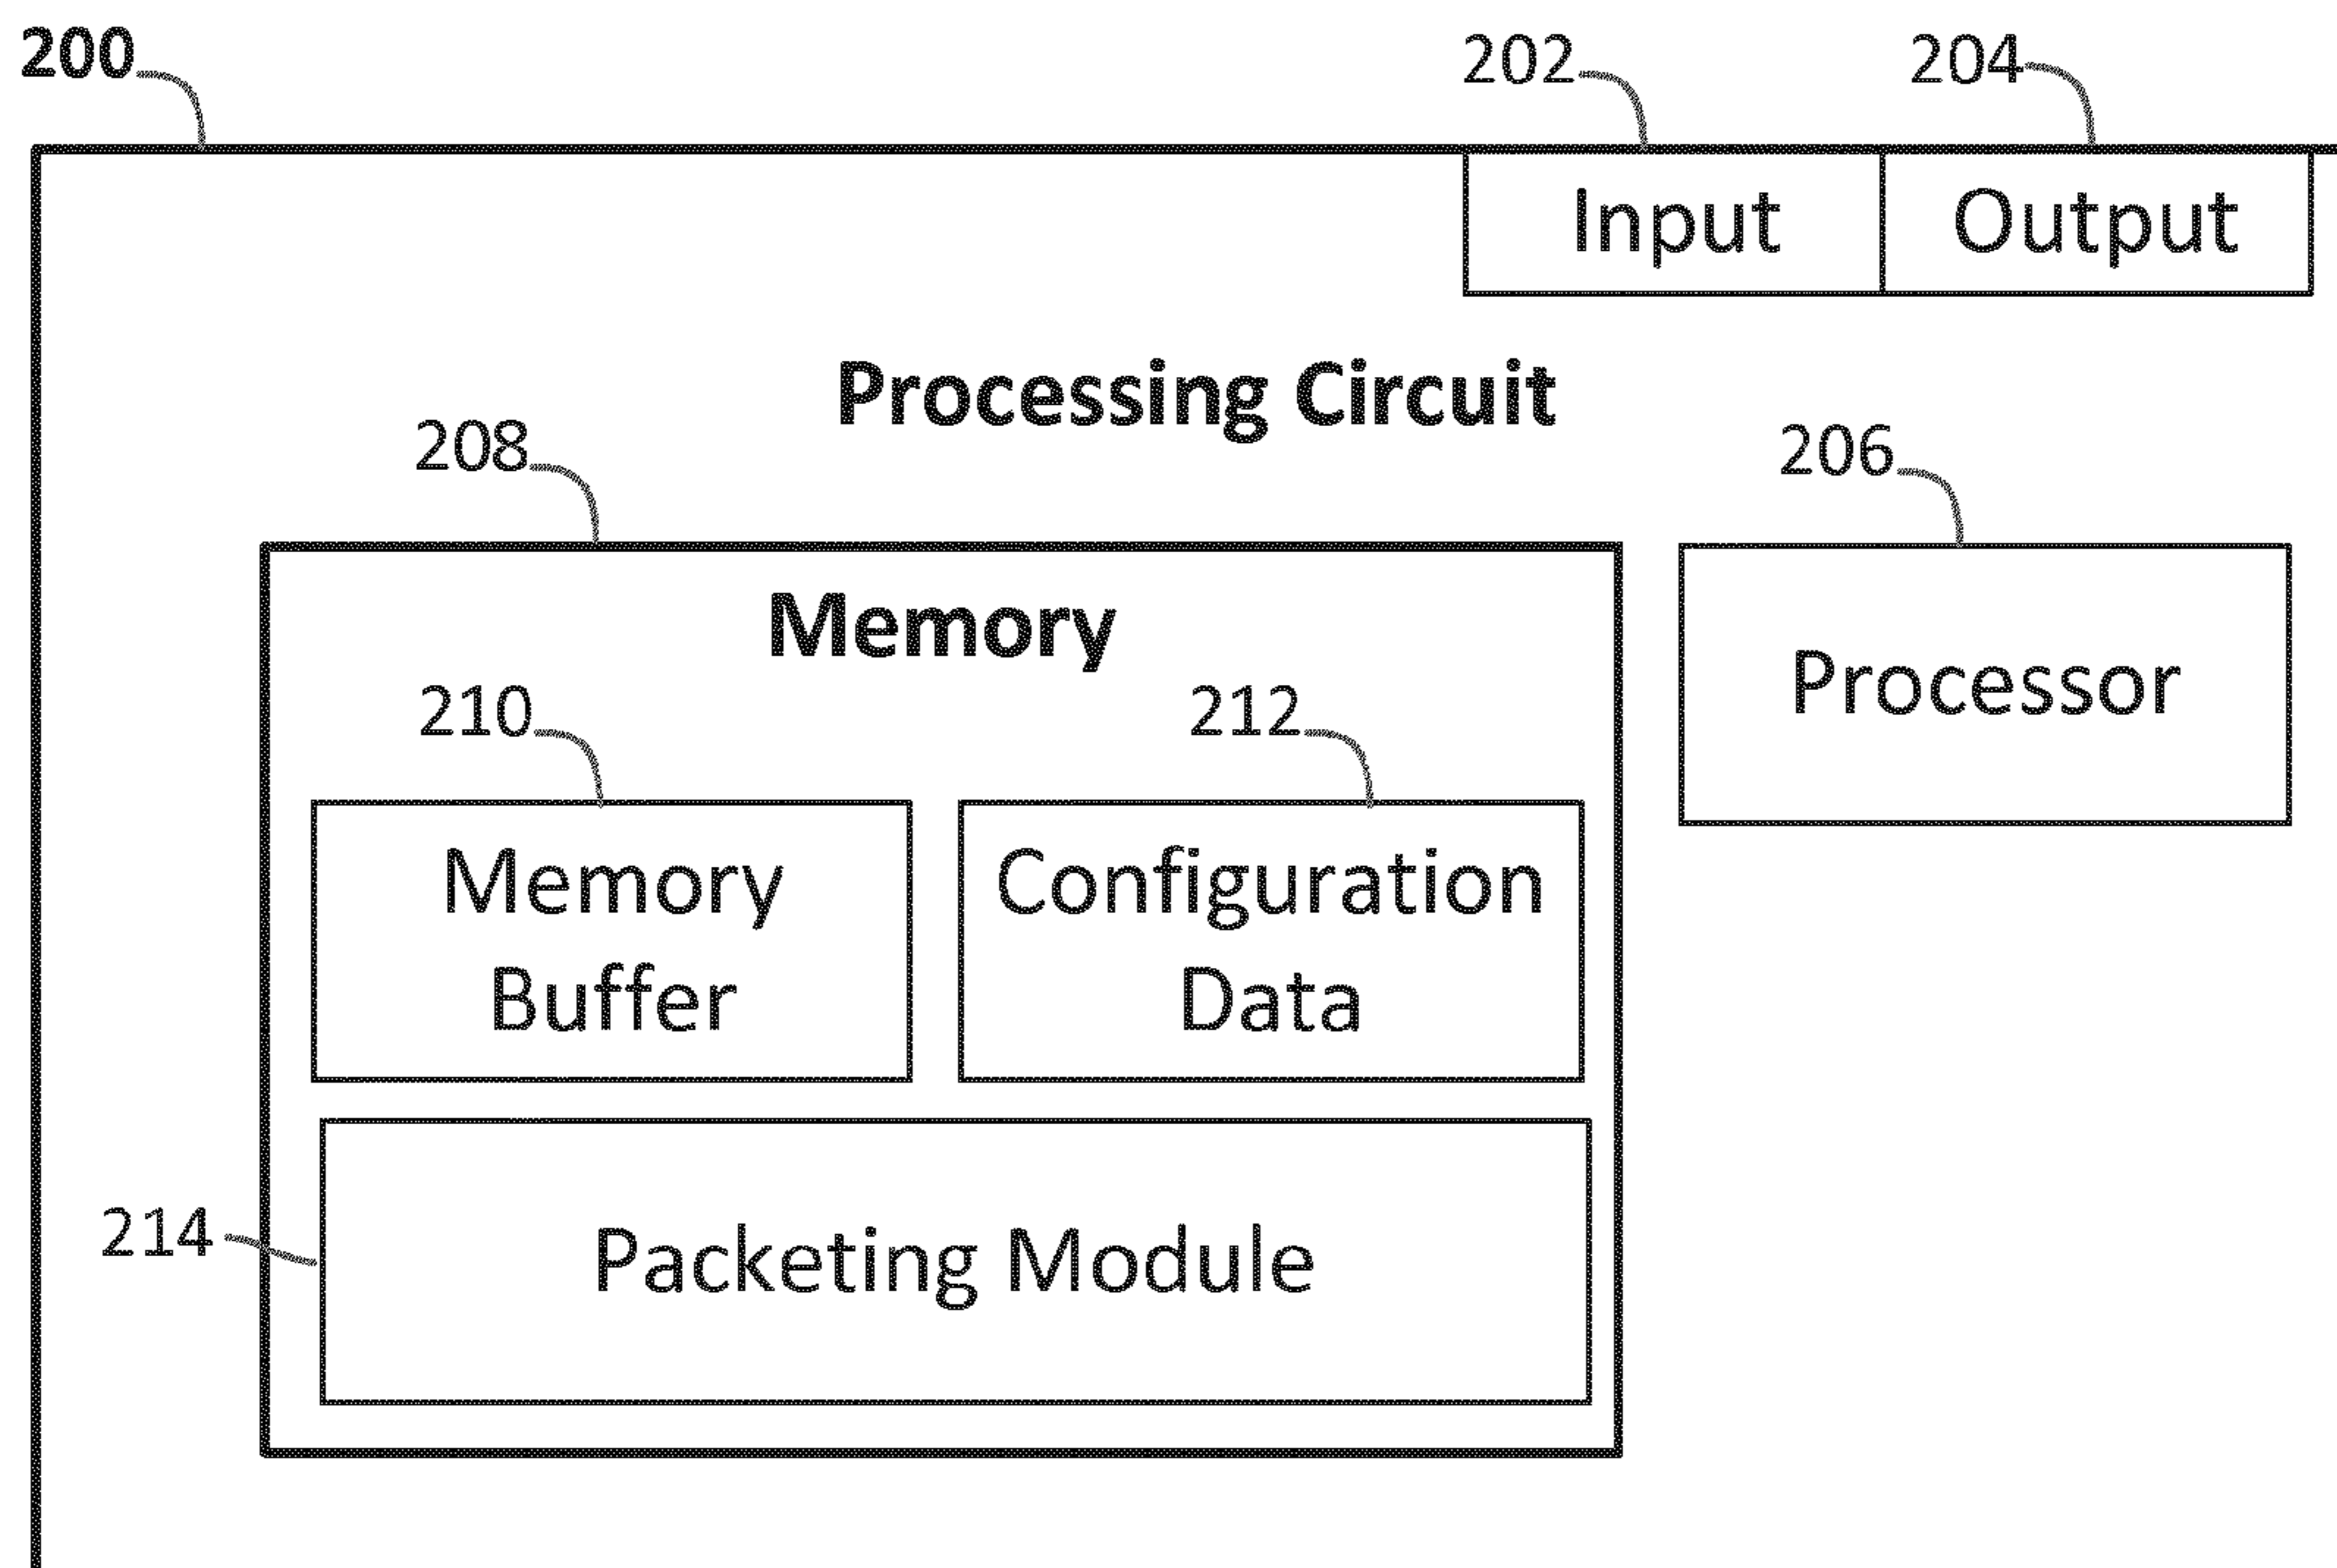 200
202
204
Input
Output
Processing Circuit
208
206
Memory
Processor
210
212
Memory
Buffer
Configuration
Data
214
Packeting Module